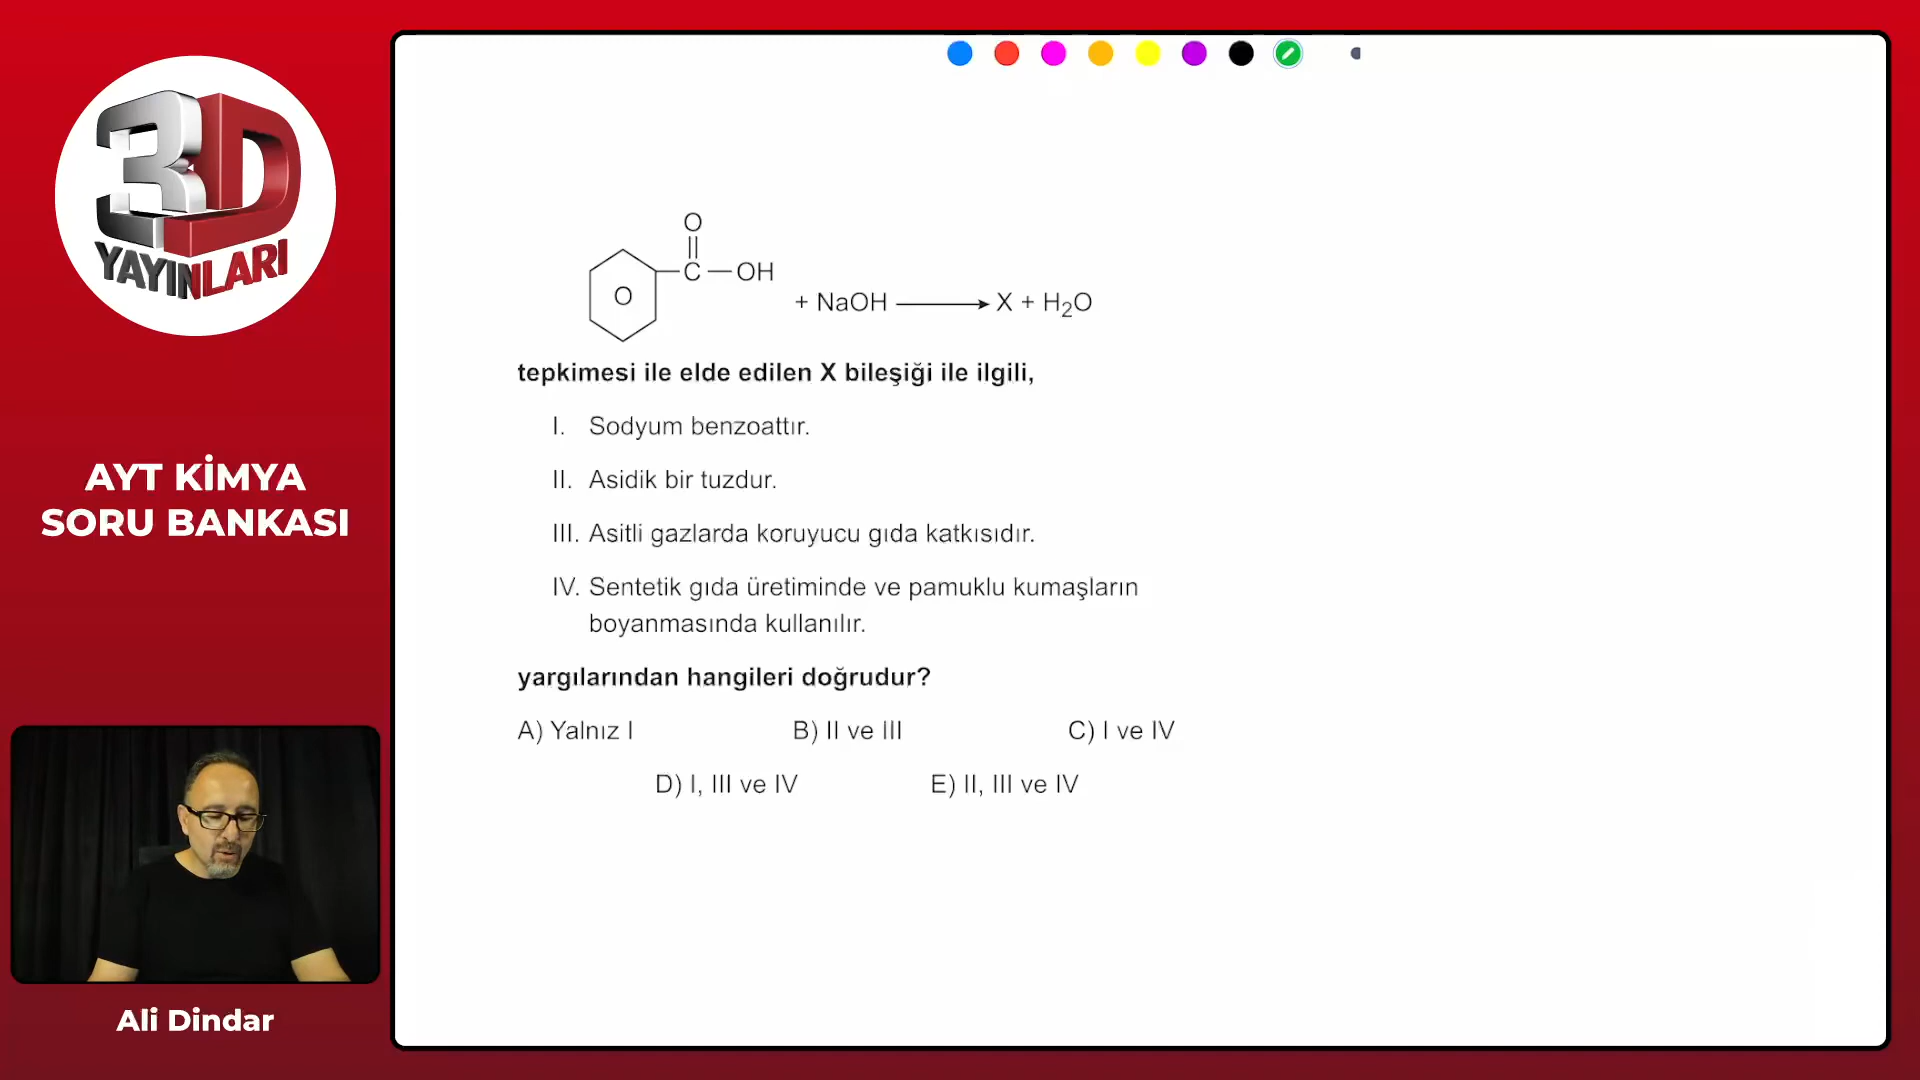 3D
YAYINLARI
AYT KİMYA
SORU BANKASI
Ali Dindar
O
C — OH
O
+ NaOH ⟶ X + H₂O
tepkimesi ile elde edilen X bileşiği ile ilgili,
I. Sodyum benzoattır.
II. Asidik bir tuzdur.
III. Asitli gazlarda koruyucu gıda katkısıdır.
IV. Sentetik gıda üretiminde ve pamuklu kumaşların
boyanmasında kullanılır.
yargılarından hangileri doğrudur?
A) Yalnız I B) II ve III C) I ve IV
D) I, III ve IV E) II, III ve IV